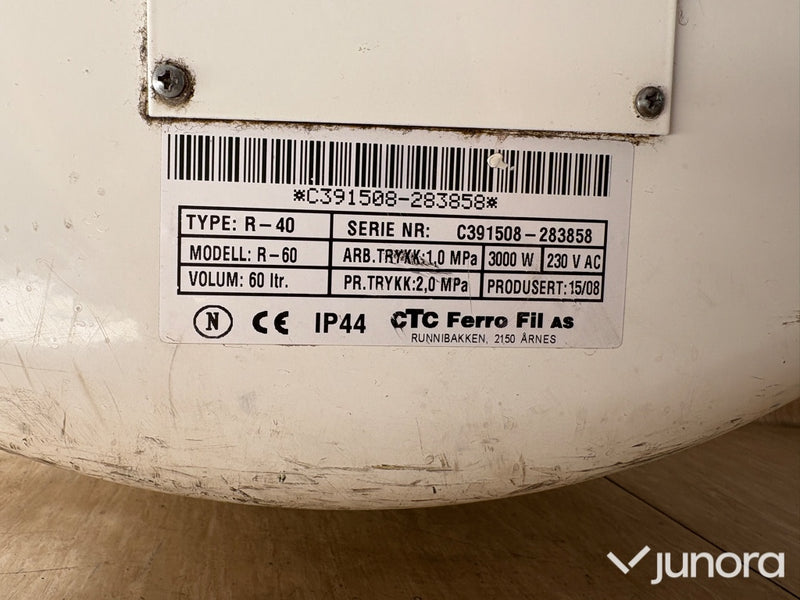 *C391508-283858*
TYPE: R-40
SERIE NR: C391508-283858
MODELL: R-60
ARB.TRYKK:1,0 MPa
3000 W
230 V AC
VOLUM: 60 ltr.
PR.TRYKK:2,0 MPa
PRODUSERT: 15/08
N CE IP44 CTC Ferro Fil AS
RUNNIBAKKEN, 2150 ÅRNES
junora